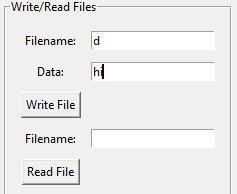 Write/Read Files
Filename: d
Data: hi
Write File
Filename:
Read File